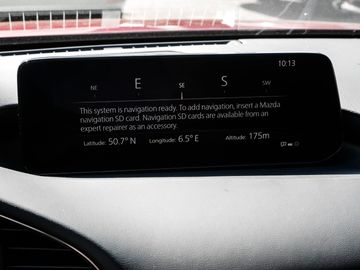 10:13
NE E SE S SW
This system is navigation ready. To add navigation, insert a Mazda
navigation SD card. Navigation SD cards are available from an
expert repairer as an accessory.
Latitude: 50.7° N Longitude: 6.5° E Altitude: 175m